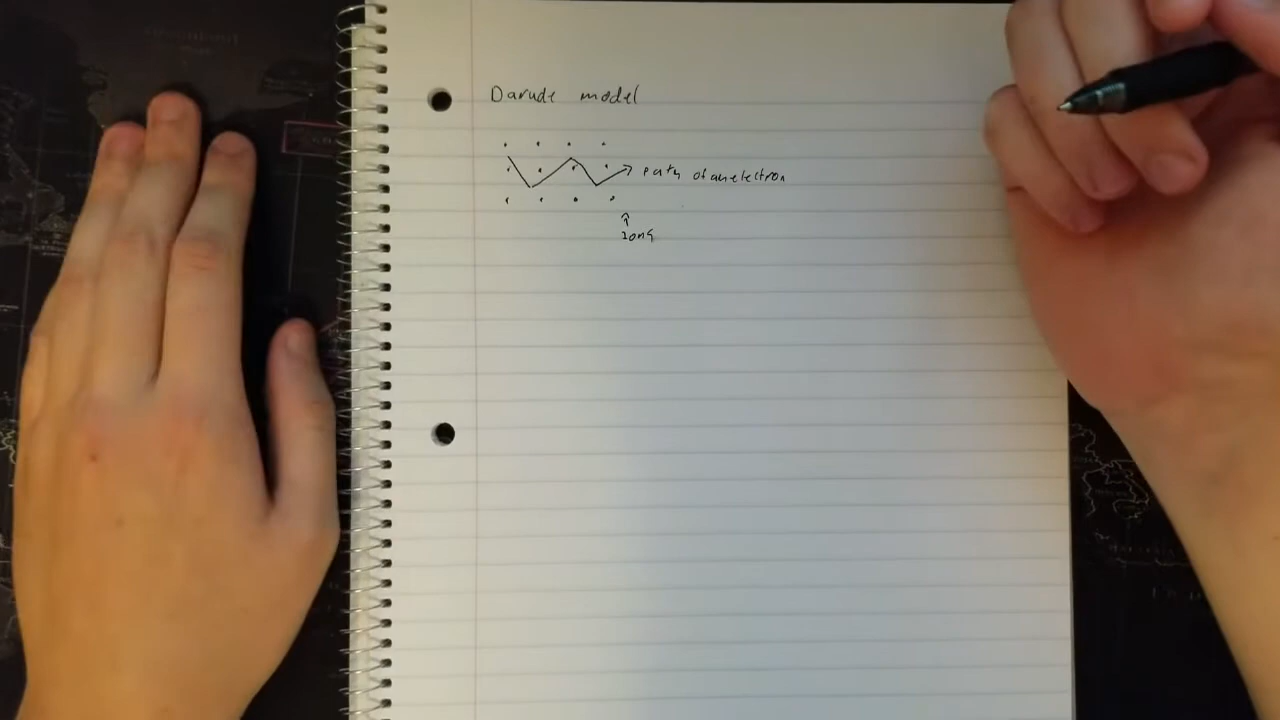 Darude model
path of an electron
ions